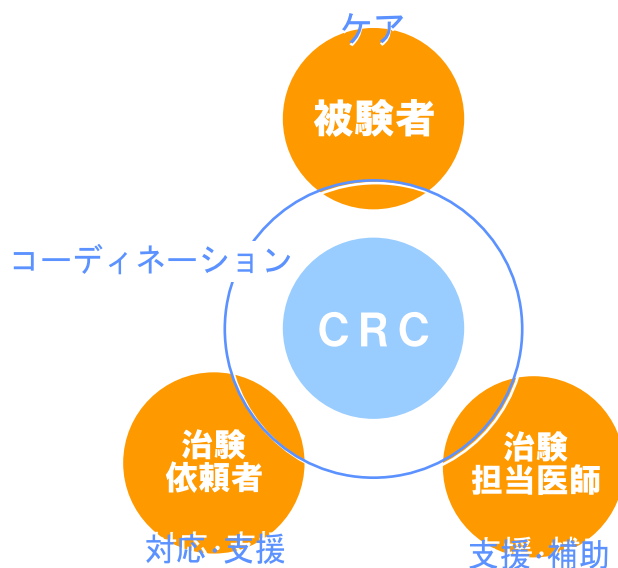 ケア
被験者
コーディネーション
CRC
治験
依頼者
対応・支援
治験
担当医師
支援・補助